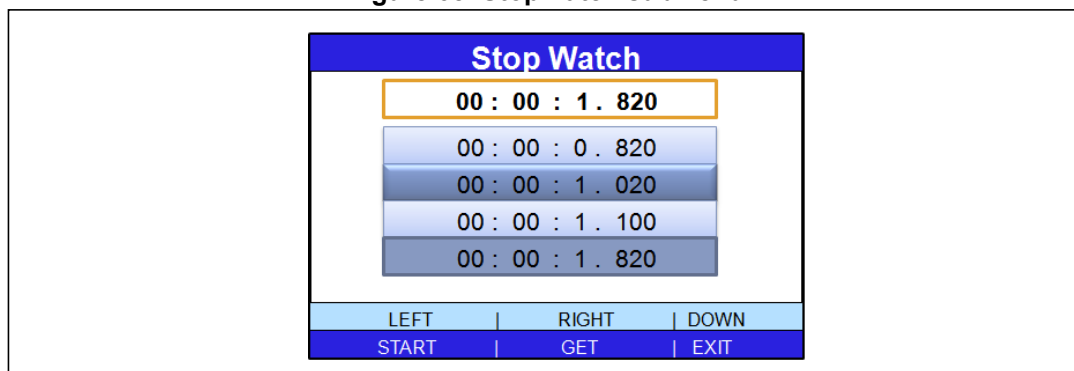 Stop Watch
00 : 00 : 1 . 820
00 : 00 : 0 . 820
00 : 00 : 1 . 020
00 : 00 : 1 . 100
00 : 00 : 1 . 820
LEFT | RIGHT | DOWN
START | GET | EXIT